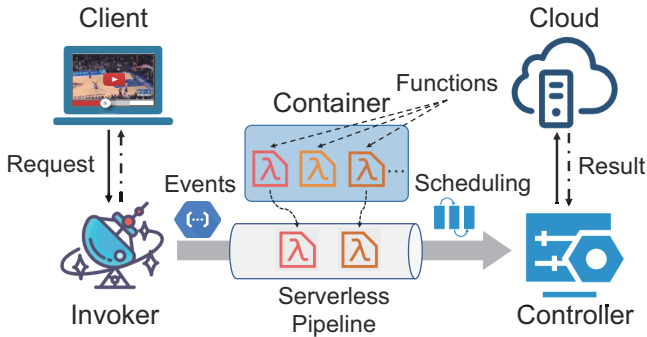 Client
Cloud
Functions
Container
Request
Events
Scheduling
Result
λ λ λ ...
{...}
λ λ
Invoker
Serverless
Pipeline
Controller